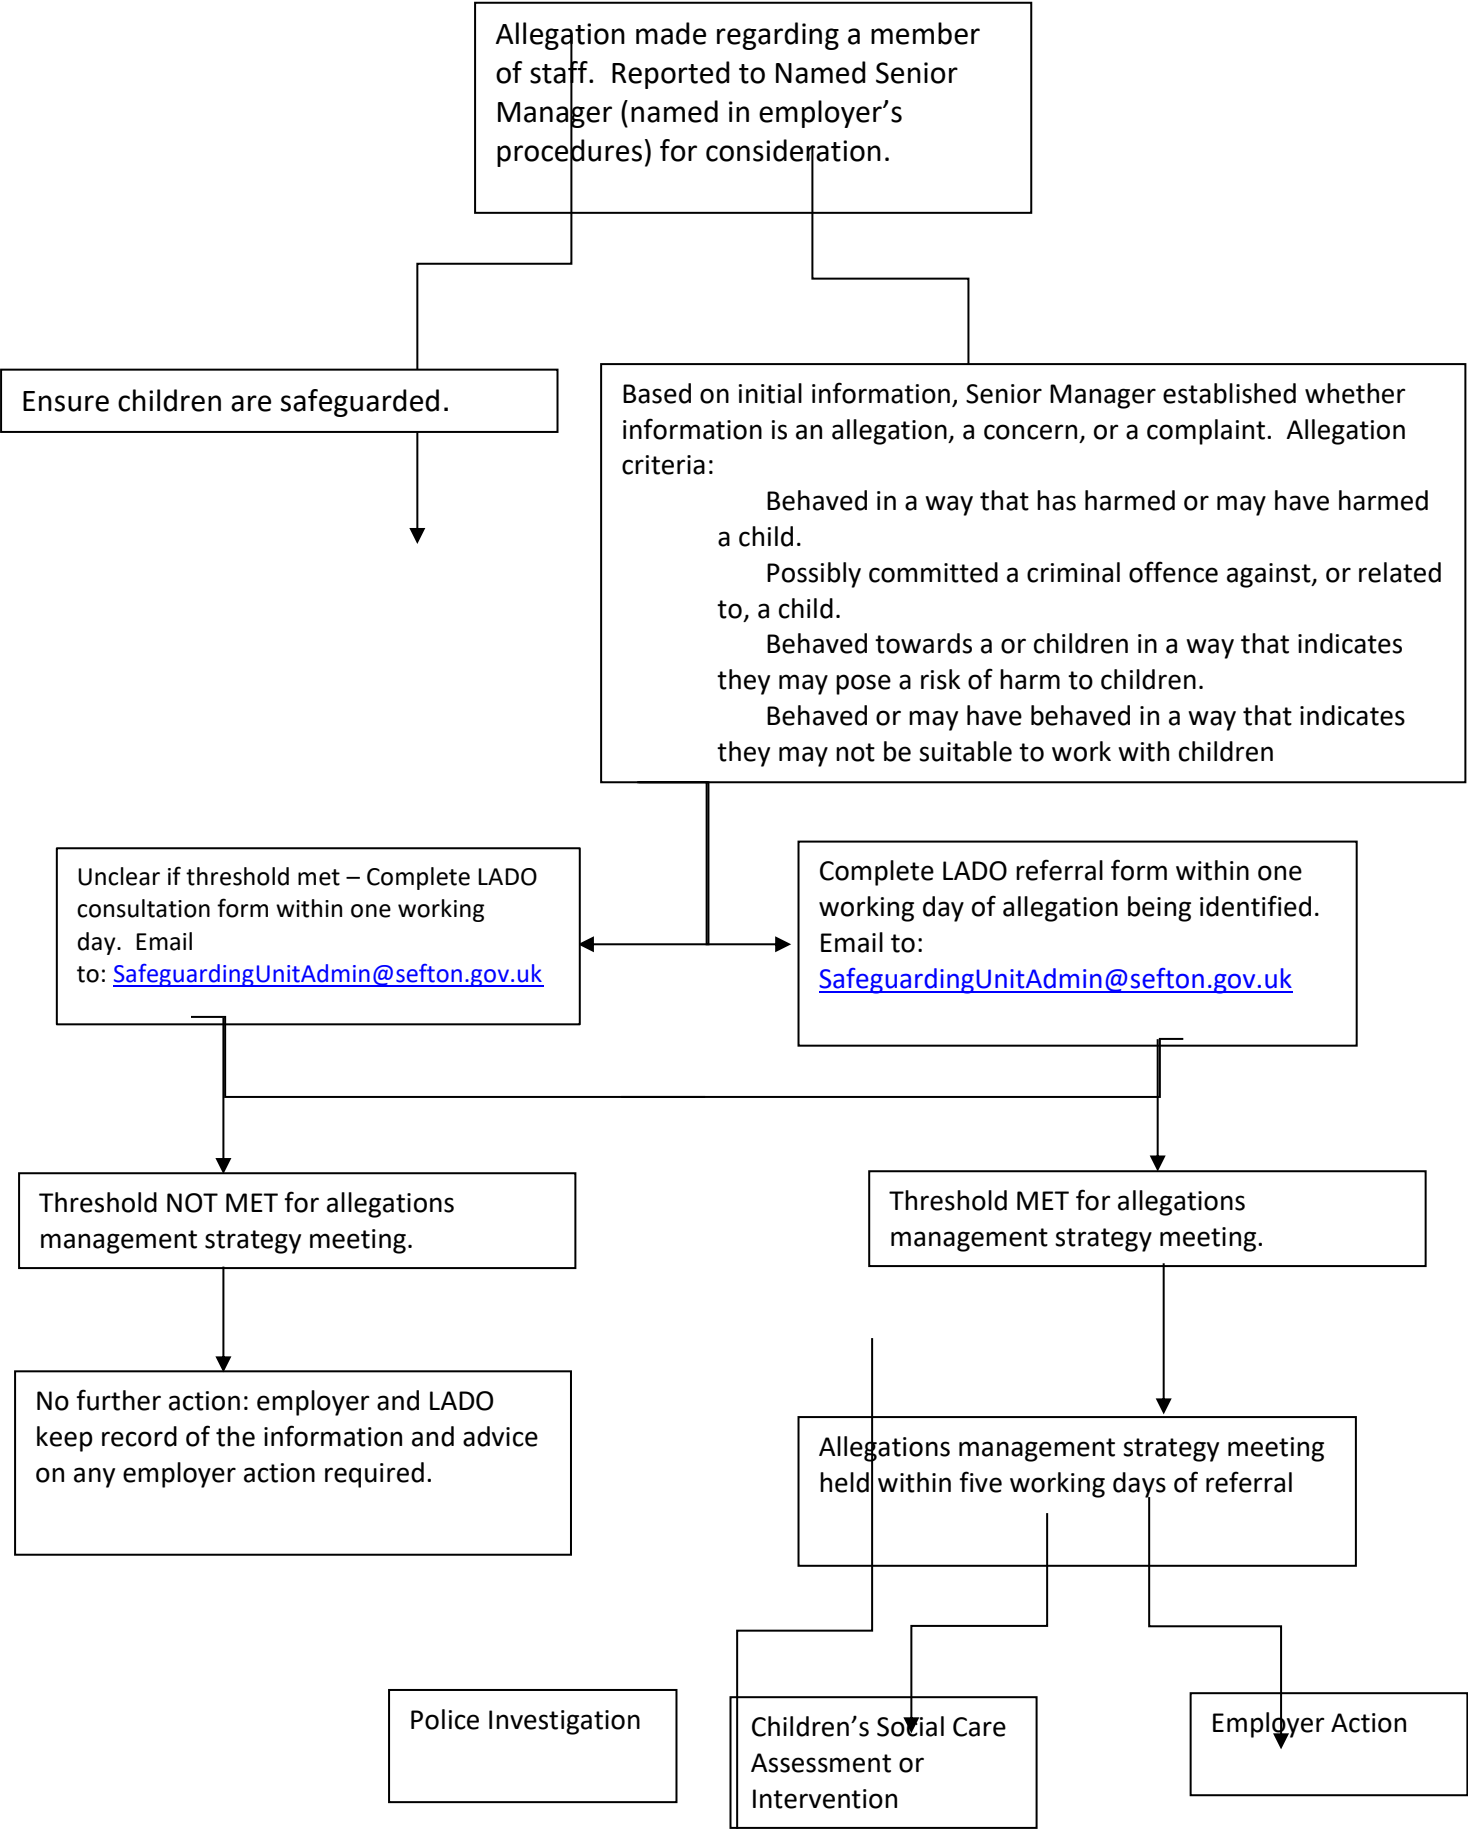 Allegation made regarding a member
of staff.  Reported to Named Senior
Manager (named in employer’s
procedures) for consideration.
Ensure children are safeguarded.
Based on initial information, Senior Manager established whether
information is an allegation, a concern, or a complaint.  Allegation
criteria:
Behaved in a way that has harmed or may have harmed
a child.
Possibly committed a criminal offence against, or related
to, a child.
Behaved towards a or children in a way that indicates
they may pose a risk of harm to children.
Behaved or may have behaved in a way that indicates
they may not be suitable to work with children
Unclear if threshold met – Complete LADO
consultation form within one working
day.  Email
to: SafeguardingUnitAdmin@sefton.gov.uk
Complete LADO referral form within one
working day of allegation being identified.
Email to:
SafeguardingUnitAdmin@sefton.gov.uk
Threshold NOT MET for allegations
management strategy meeting.
Threshold MET for allegations
management strategy meeting.
No further action: employer and LADO
keep record of the information and advice
on any employer action required.
Allegations management strategy meeting
held within five working days of referral
Police Investigation
Children’s Social Care
Assessment or
Intervention
Employer Action